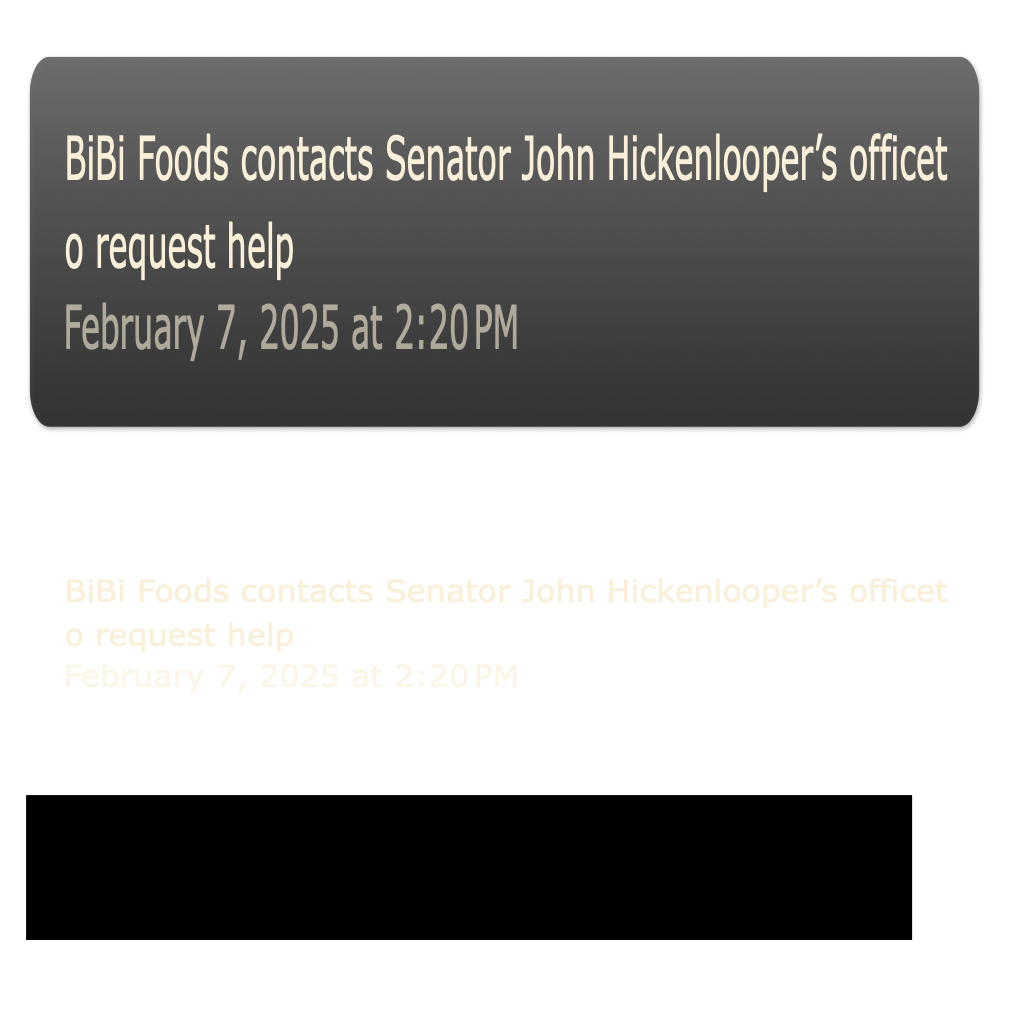 BiBi Foods contacts Senator John Hickenlooper’s officet
o request help
February 7, 2025 at 2:20 PM
BiBi Foods contacts Senator John Hickenlooper’s officet
o request help
February 7, 2025 at 2:20 PM